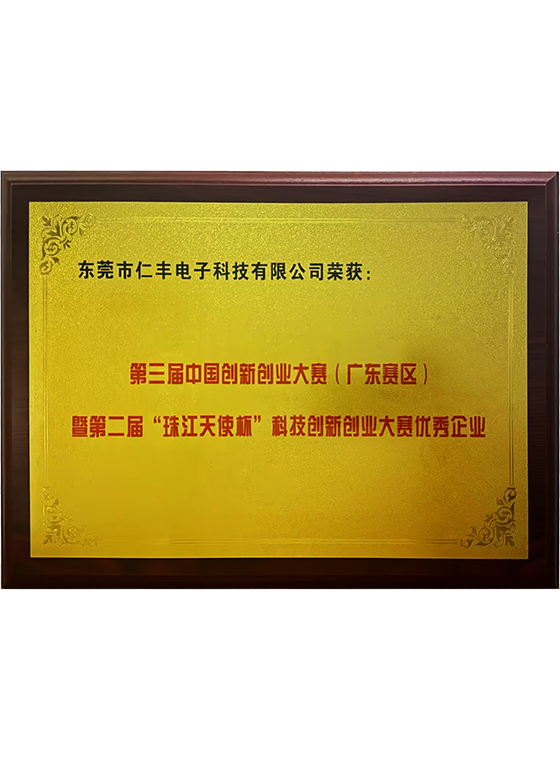 东莞市仁丰电子科技有限公司荣获：
第三届中国创新创业大赛（广东赛区）
暨第二届“珠江天使杯”科技创新创业大赛优秀企业